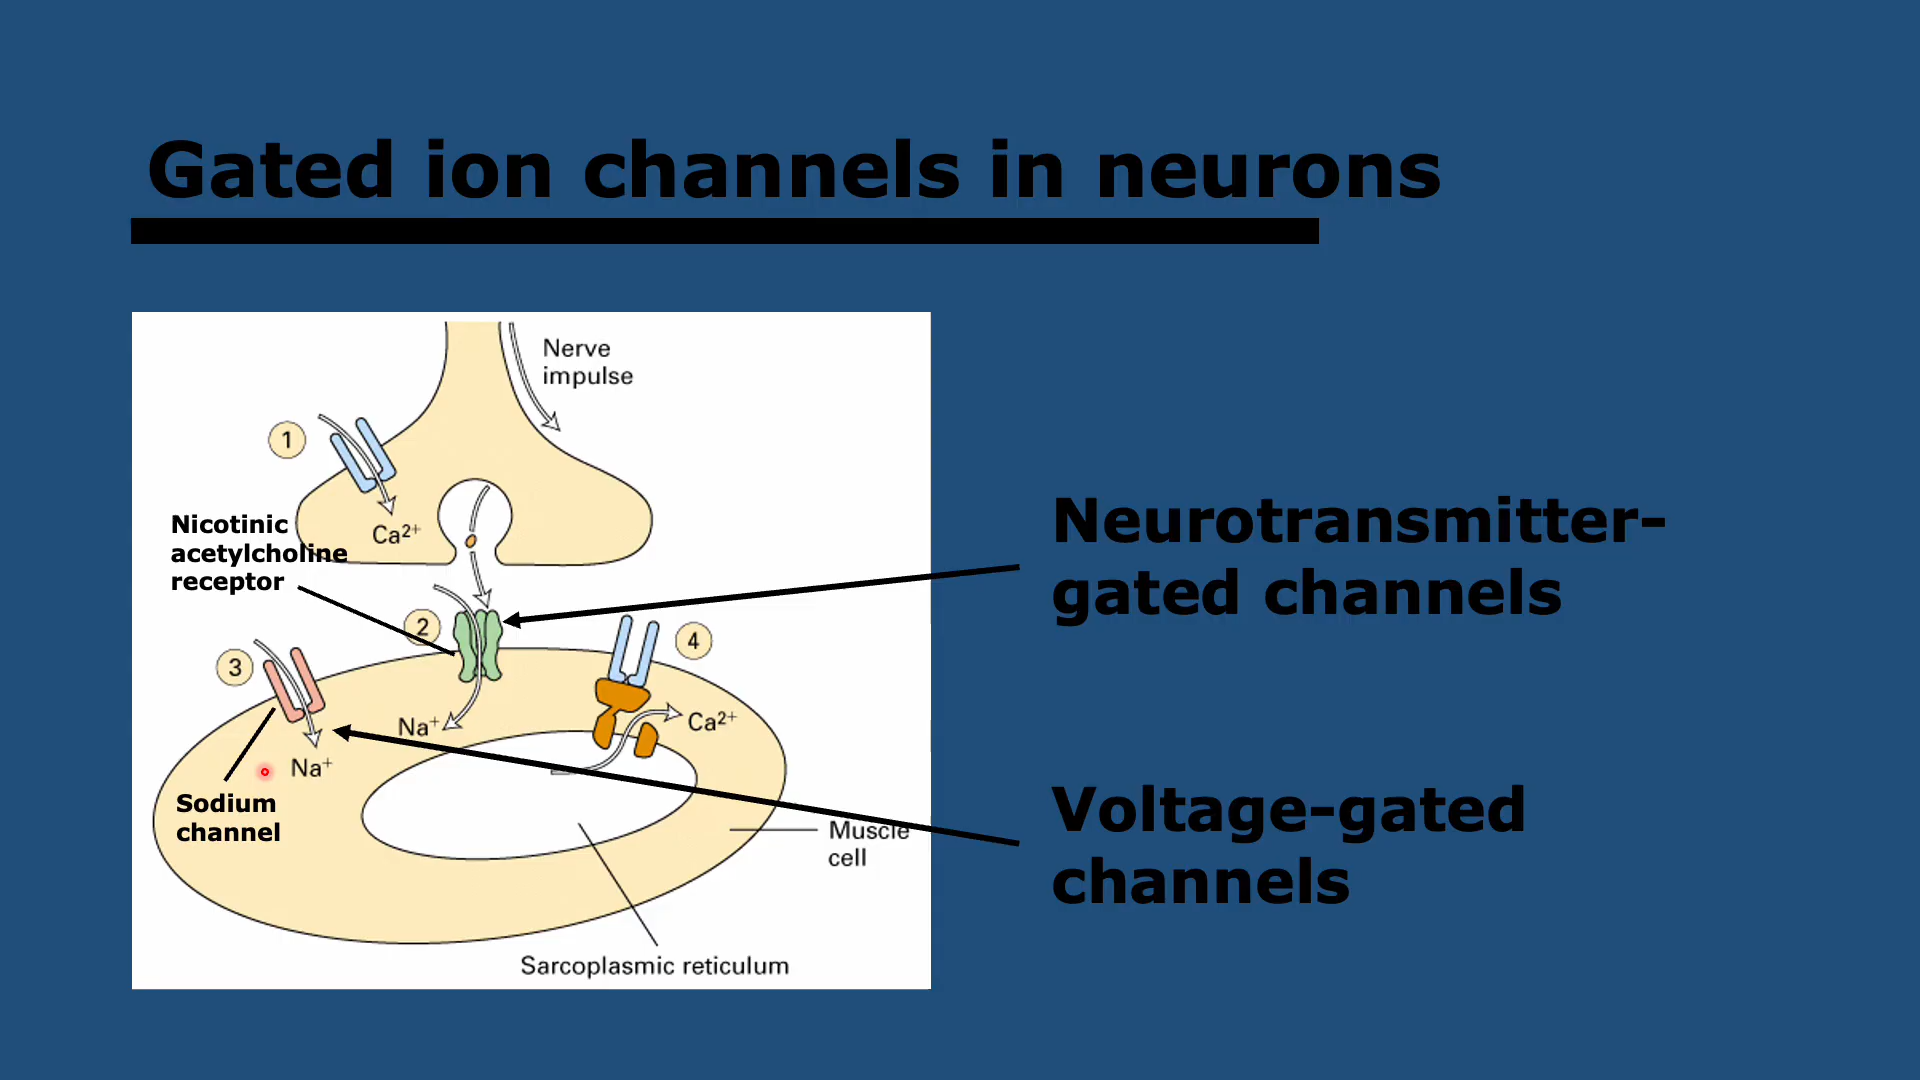 Gated ion channels in neurons
Nerve
impulse
1
Ca²⁺
Nicotinic
acetylcholine
receptor
2
3
4
Na⁺
Ca²⁺
Na⁺
Sodium
channel
Muscle
cell
Sarcoplasmic reticulum
Neurotransmitter-
gated channels
Voltage-gated
channels